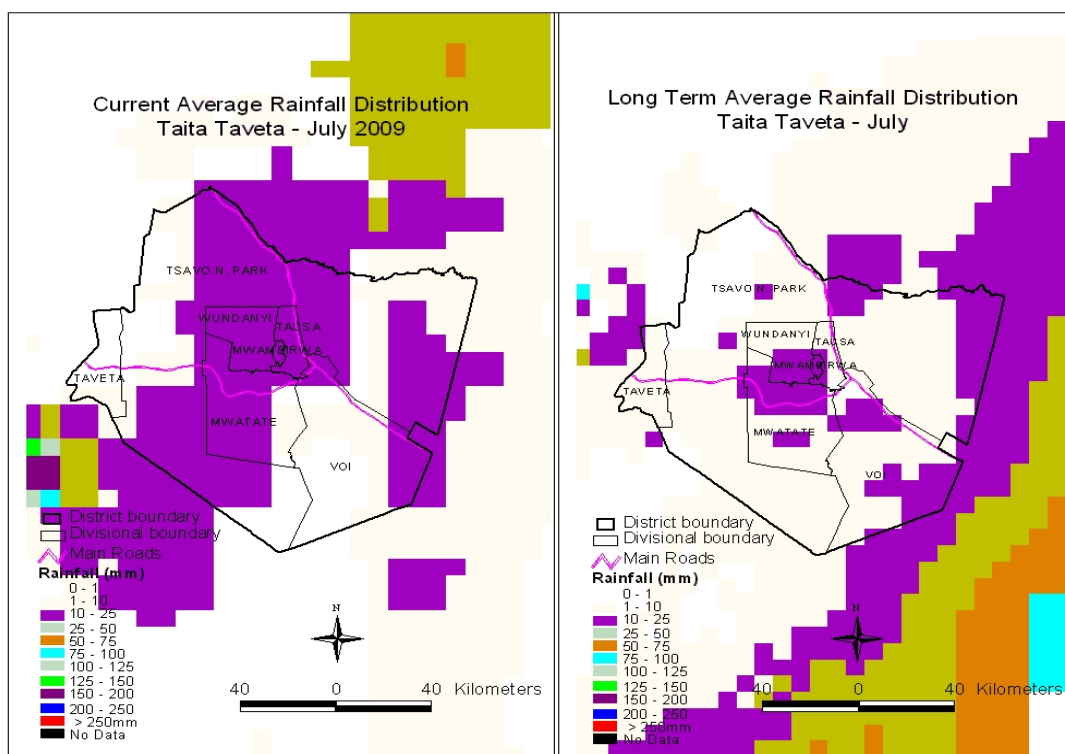 Current Average Rainfall Distribution
Taita Taveta - July 2009
TSAVO N. PARK
WUNDANYI
TAUSA
MWAMBIRWA
TAVETA
MWATATE
VOI
District boundary
Divisional boundary
Main Roads
Rainfall (mm)
0 - 1
1 - 10
10 - 25
25 - 50
50 - 75
75 - 100
100 - 125
125 - 150
150 - 200
200 - 250
> 250mm
No Data
N
40 0 40 Kilometers
Long Term Average Rainfall Distribution
Taita Taveta - July
TSAVO N. PARK
WUNDANYI
TAUSA
MWAMBIRWA
TAVETA
MWATATE
VOI
District boundary
Divisional boundary
Main Roads
Rainfall (mm)
0 - 1
1 - 10
10 - 25
25 - 50
50 - 75
75 - 100
100 - 125
125 - 150
150 - 200
200 - 250
> 250mm
No Data
N
40 0 40 Kilometers